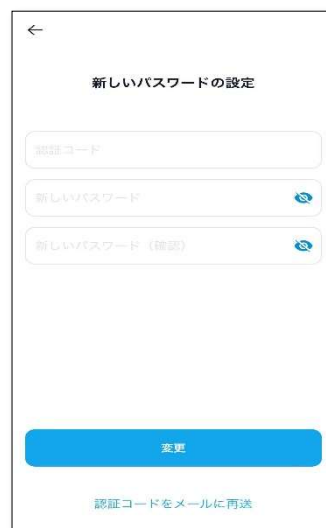 新しいパスワードの設定
認証コード
新しいパスワード
新しいパスワード（確認）
変更
認証コードをメールに再送